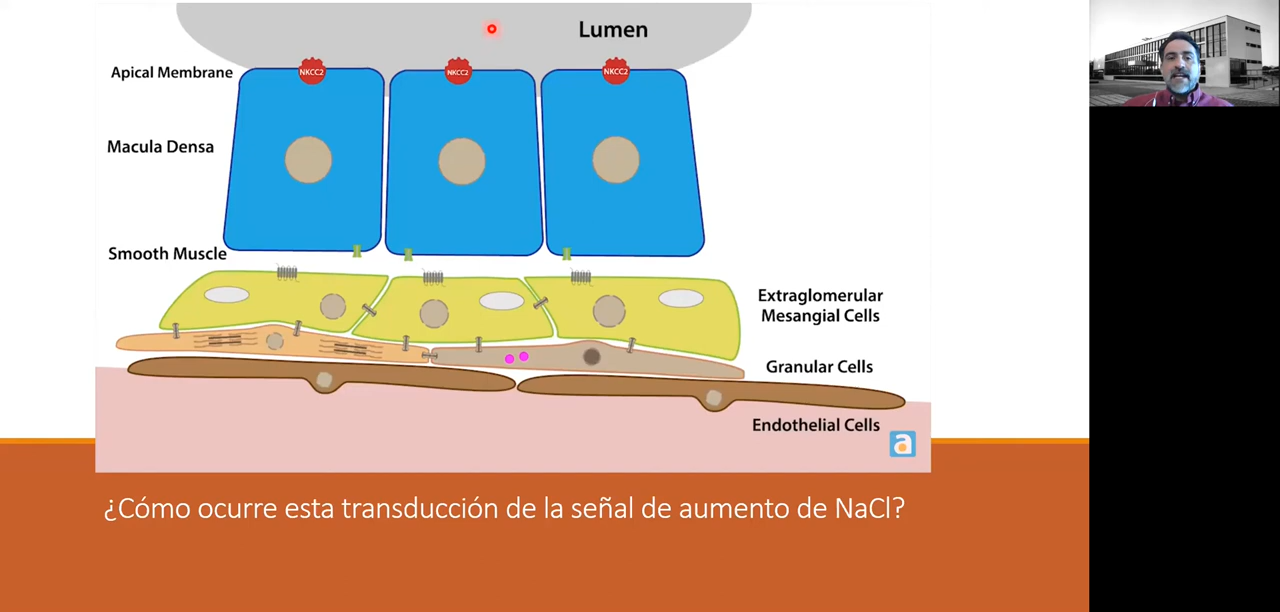 Lumen
Apical Membrane
NKCC2
NKCC2
NKCC2
Macula Densa
Smooth Muscle
Extraglomerular
Mesangial Cells
Granular Cells
Endothelial Cells
a
¿Cómo ocurre esta transducción de la señal de aumento de NaCl?